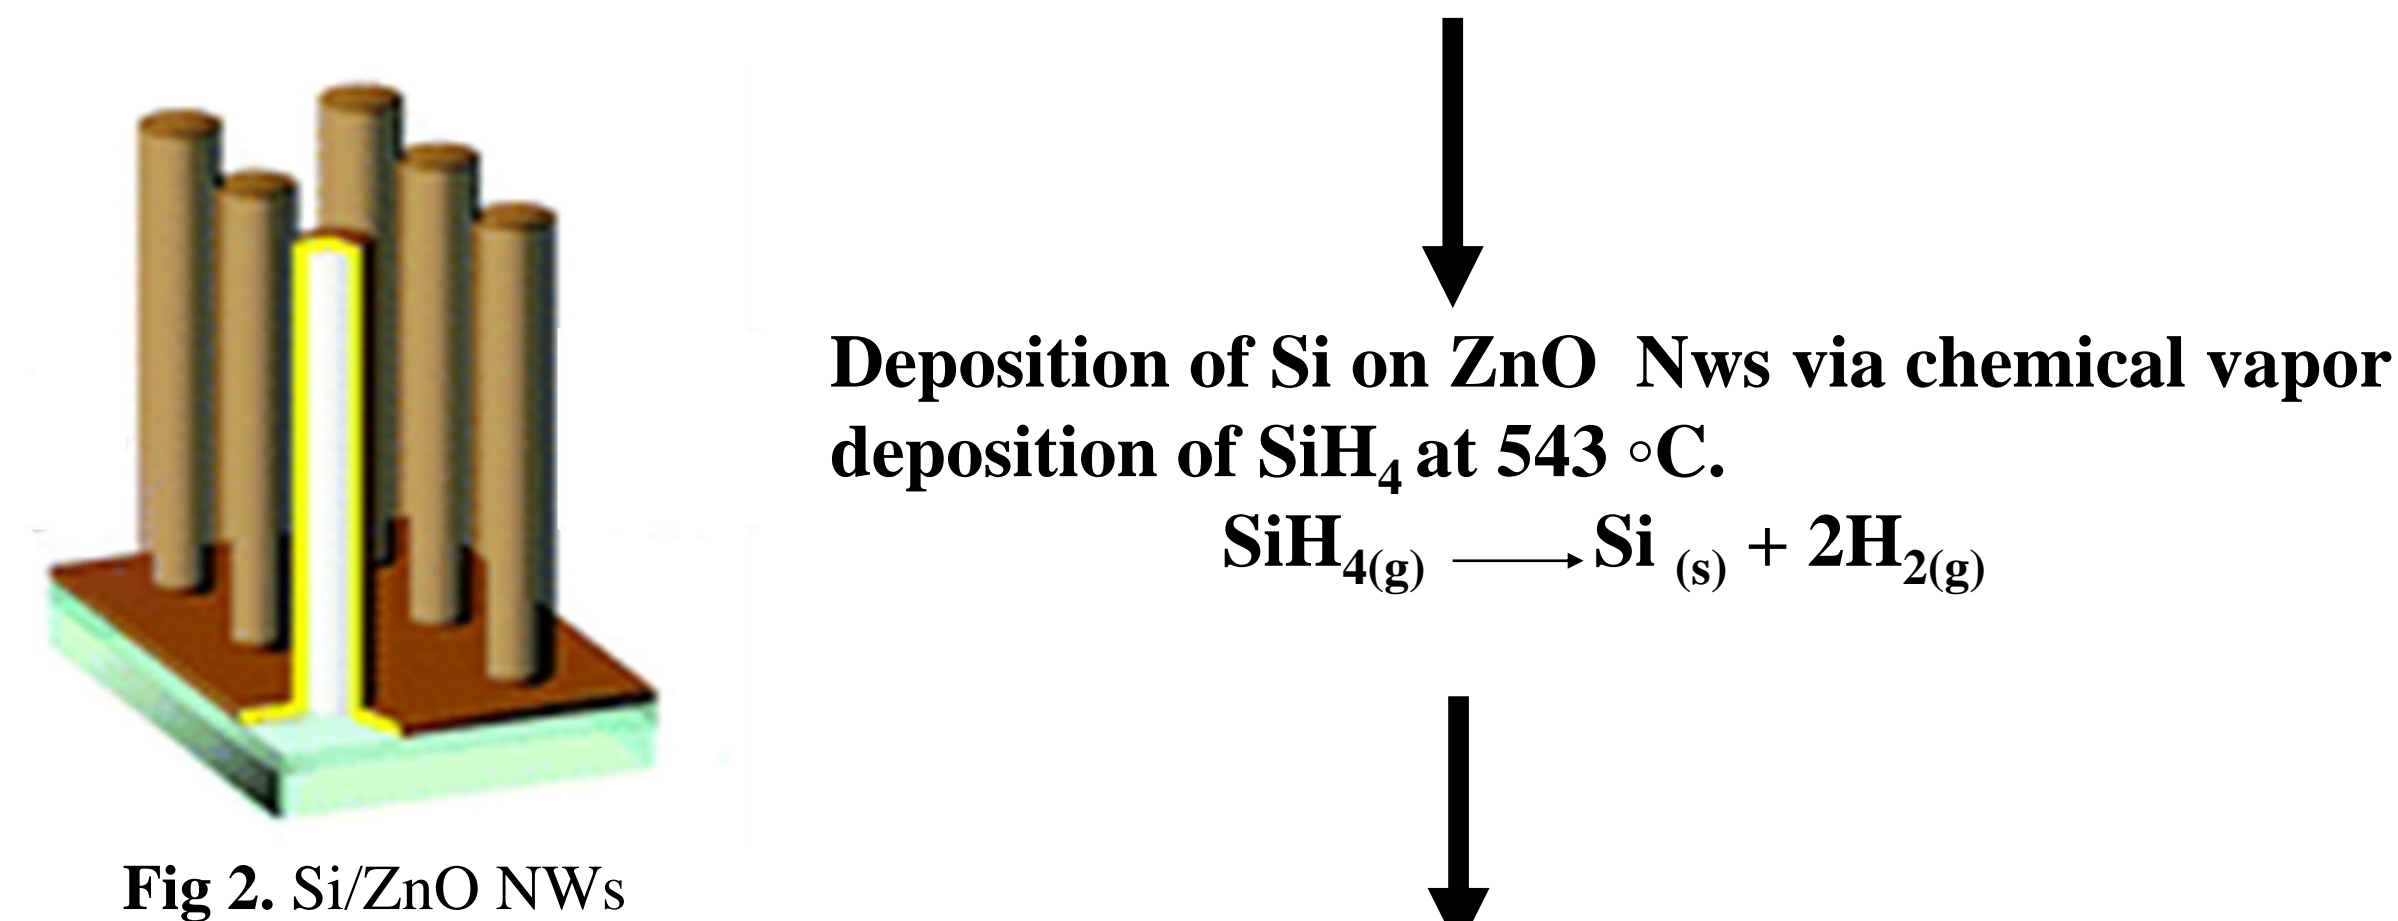 Deposition of Si on ZnO Nws via chemical vapor
deposition of SiH₄ at 543 ◦C.
SiH₄₍g₎ ⟶ Si ₍s₎ + 2H₂₍g₎
Fig 2. Si/ZnO NWs